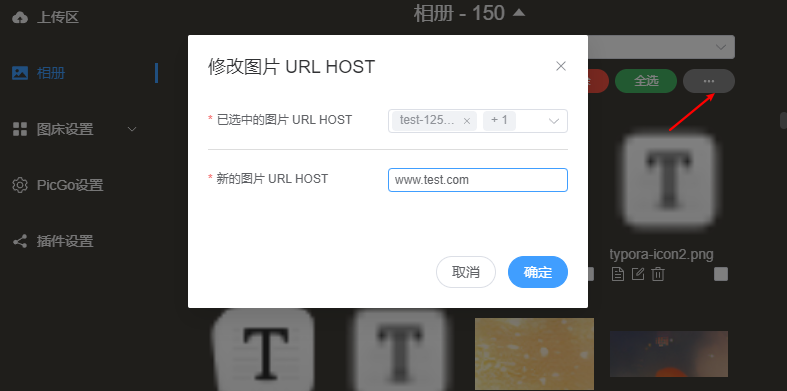 上传区
相册
图床设置
PicGo设置
插件设置
相册 - 150
全选
···
修改图片 URL HOST
* 已选中的图片 URL HOST
test-125...
+ 1
* 新的图片 URL HOST
www.test.com
取消
确定
typora-icon2.png